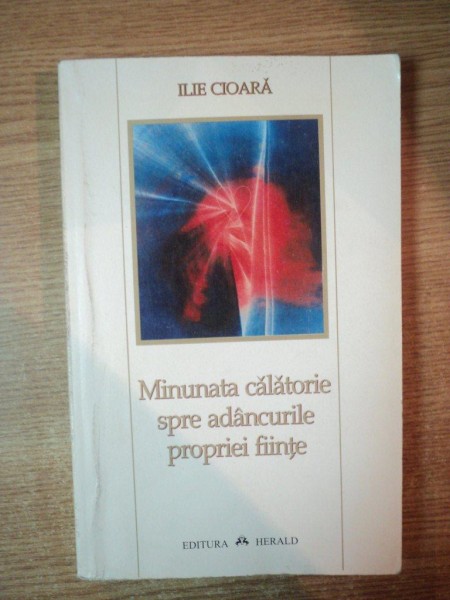 ILIE CIOARĂ
Minunata călătorie
spre adâncurile
propriei ființe
EDITURA HERALD